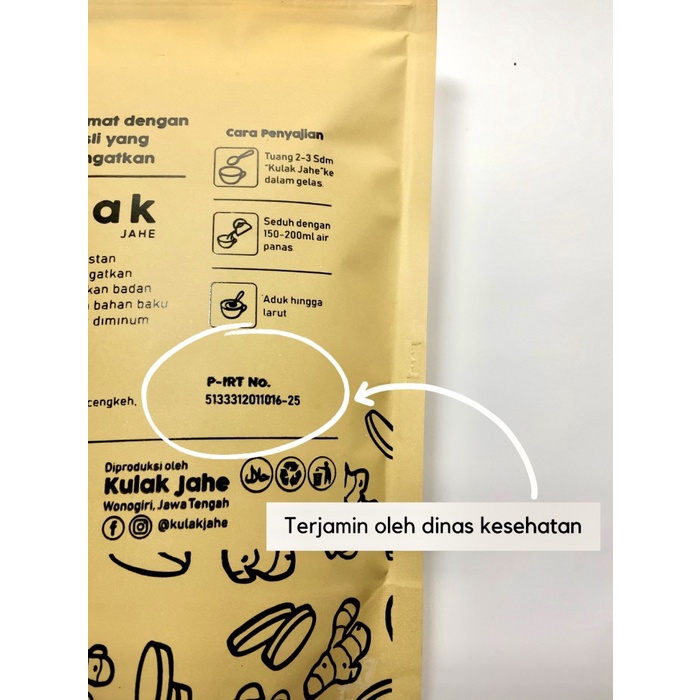 mat dengan
sli yang
ngatkan
ak
JAHE
stan
gatkan
kan badan
bahan baku
diminum
cengkeh.
Cara Penyajian
Tuang 2-3 Sdm
"Kulak Jahe"ke
dalam gelas
Seduh dengan
150-200ml air
panas
Aduk hingga
larut
P-IRT No.
5133312011016-25
Diproduksi oleh
Kulak Jahe
Wonogiri, Jawa Tengah
@kulakjahe
حلال
Terjamin oleh dinas kesehatan